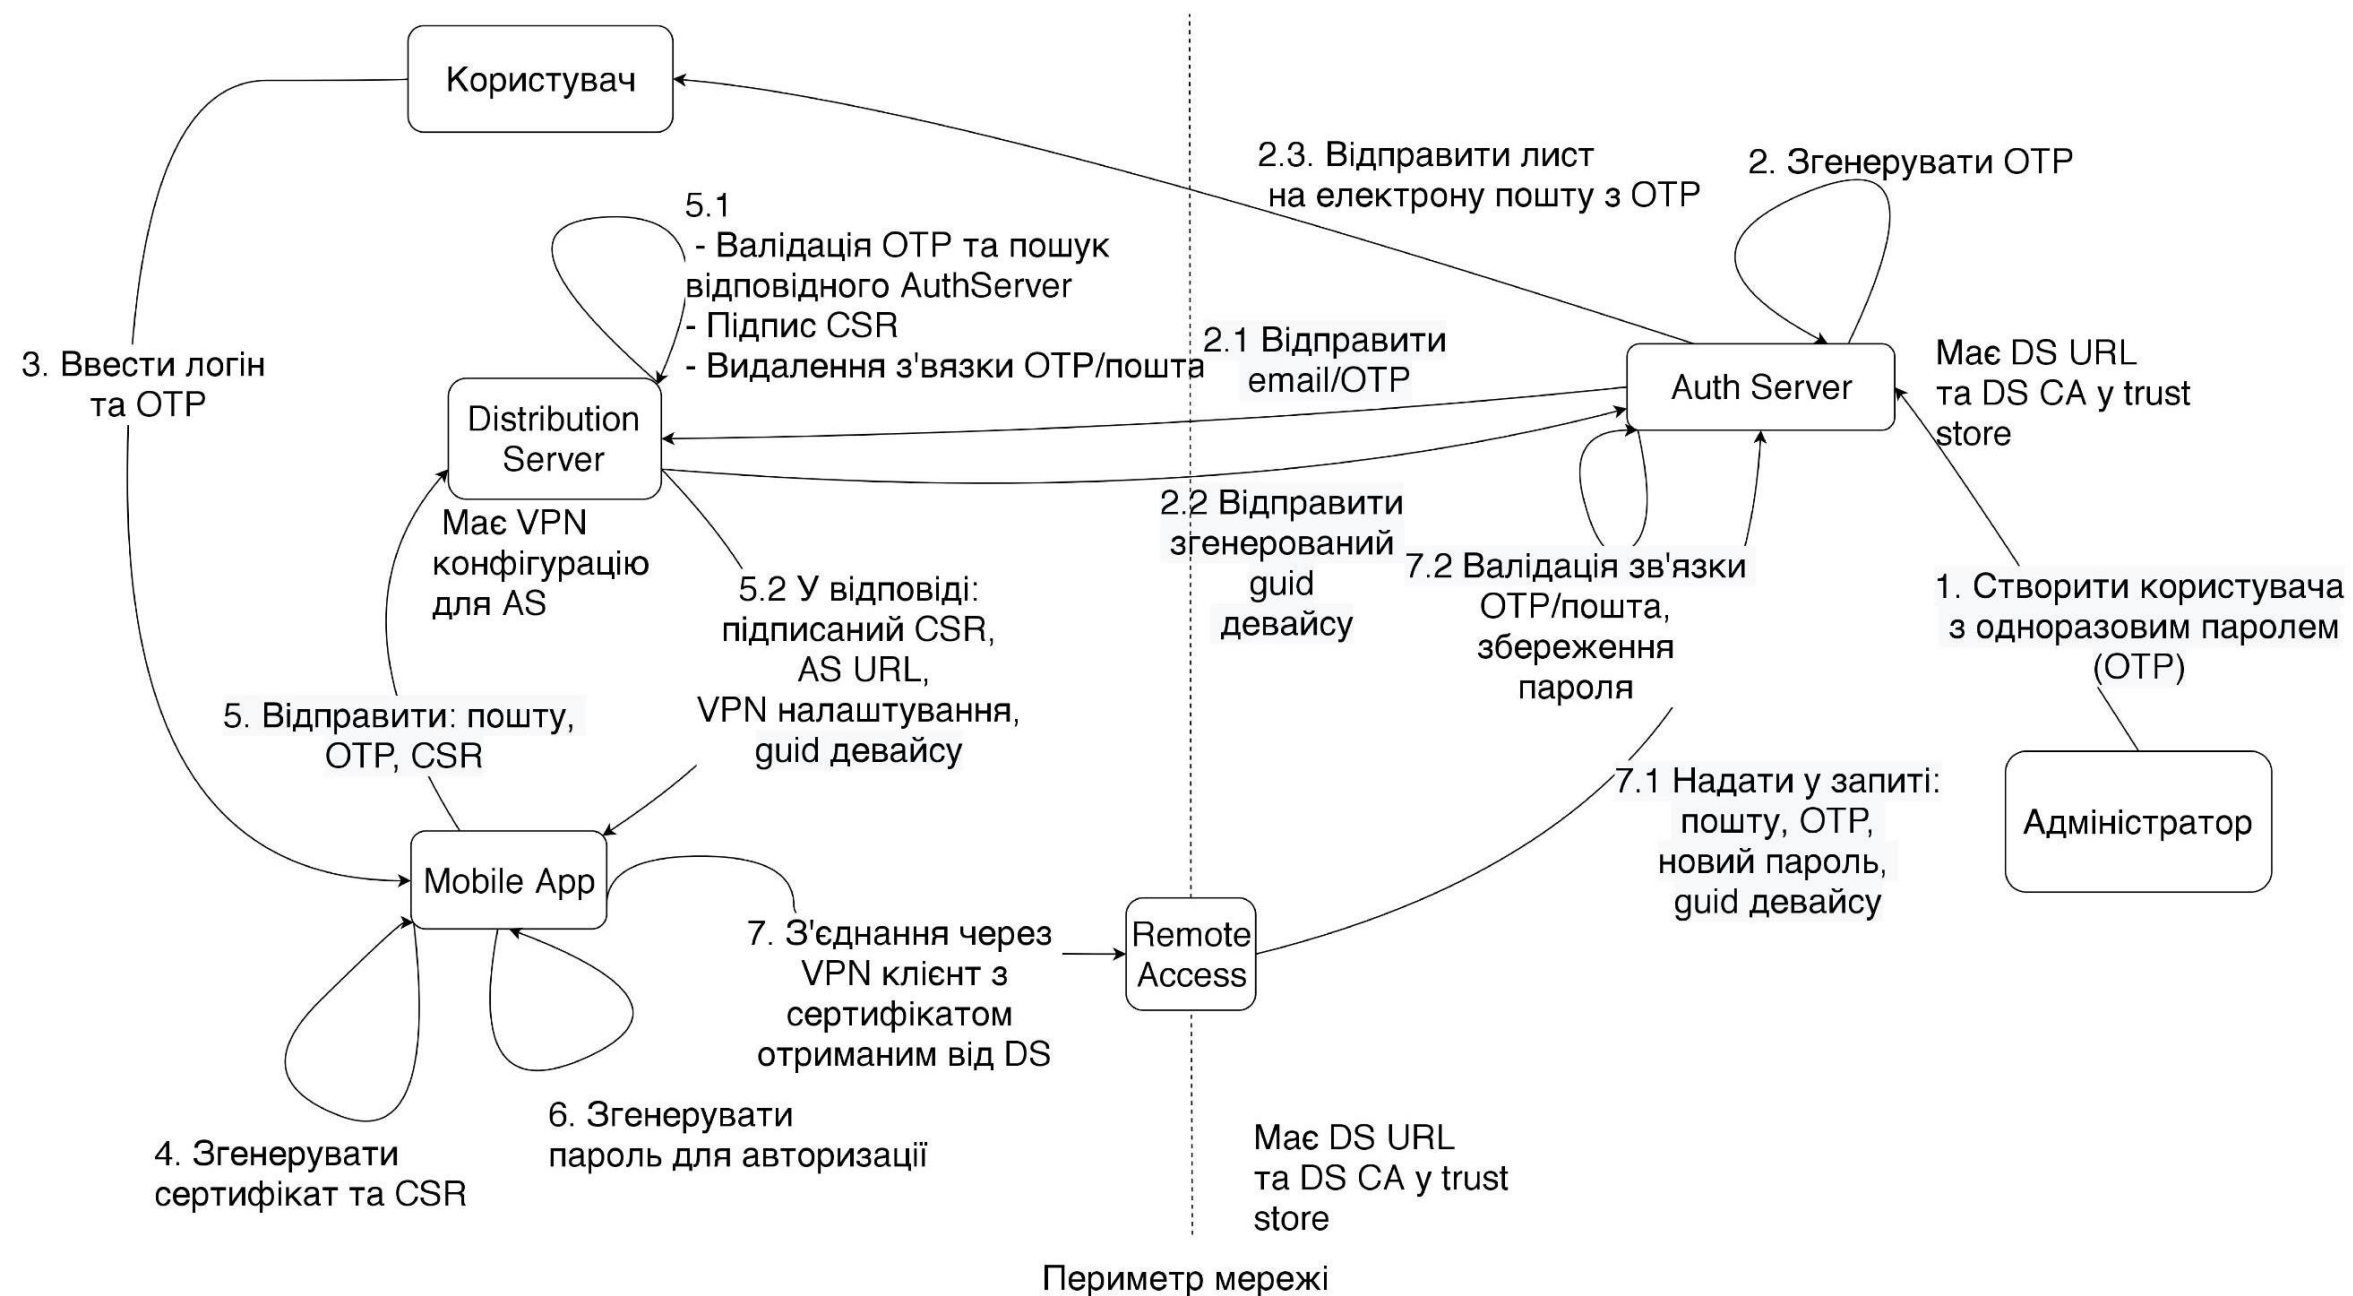 Користувач
2.3. Відправити лист
на електрону пошту з OTP
2. Згенерувати OTP
5.1
- Валідація OTP та пошук
відповідного AuthServer
- Підпис CSR
- Видалення з'вязки OTP/пошта
2.1 Відправити
email/OTP
Auth Server
Має DS URL
та DS CA у trust
store
3. Ввести логін
та OTP
Distribution
Server
Має VPN
конфігурацію
для AS
2.2 Відправити
згенерований
guid
девайсу
7.2 Валідація зв'язки
OTP/пошта,
збереження
пароля
1. Створити користувача
з одноразовим паролем
(OTP)
5.2 У відповіді:
підписаний CSR,
AS URL,
VPN налаштування,
guid девайсу
5. Відправити: пошту,
OTP, CSR
7.1 Надати у запиті:
пошту, OTP,
новий пароль,
guid девайсу
Адміністратор
Mobile App
7. З'єднання через
VPN клієнт з
сертифікатом
отриманим від DS
Remote
Access
6. Згенерувати
пароль для авторизації
4. Згенерувати
сертифікат та CSR
Має DS URL
та DS CA у trust
store
Периметр мережі